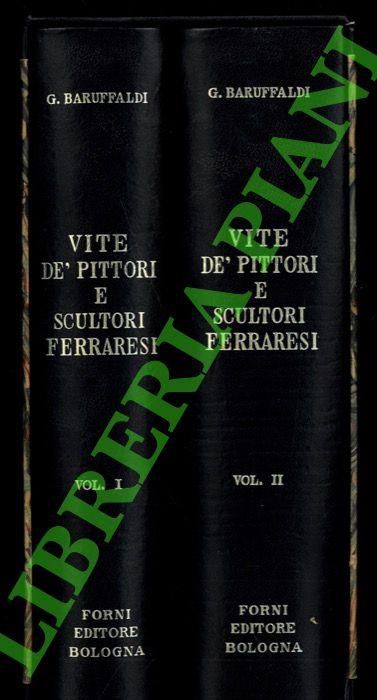 G. BARUFFALDI
VITE
DE' PITTORI
E
SCULTORI
FERRARESI
VOL. I
FORNI
EDITORE
BOLOGNA
G. BARUFFALDI
VITE
DE' PITTORI
E
SCULTORI
FERRARESI
VOL. II
FORNI
EDITORE
BOLOGNA
LIBRERIA PIANI